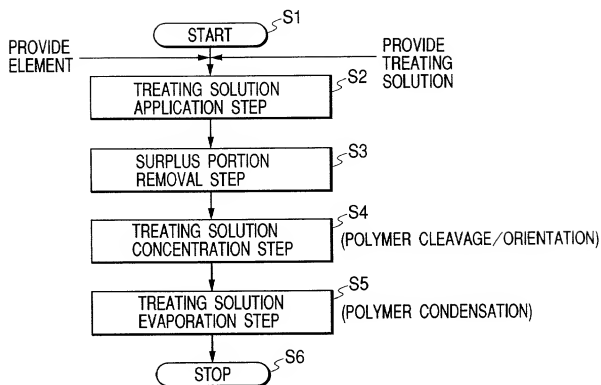 S1
START
PROVIDE
ELEMENT
PROVIDE
TREATING
SOLUTION
S2
TREATING SOLUTION
APPLICATION STEP
S3
SURPLUS PORTION
REMOVAL STEP
S4
TREATING SOLUTION
CONCENTRATION STEP
(POLYMER CLEAVAGE/ORIENTATION)
S5
TREATING SOLUTION
EVAPORATION STEP
(POLYMER CONDENSATION)
S6
STOP